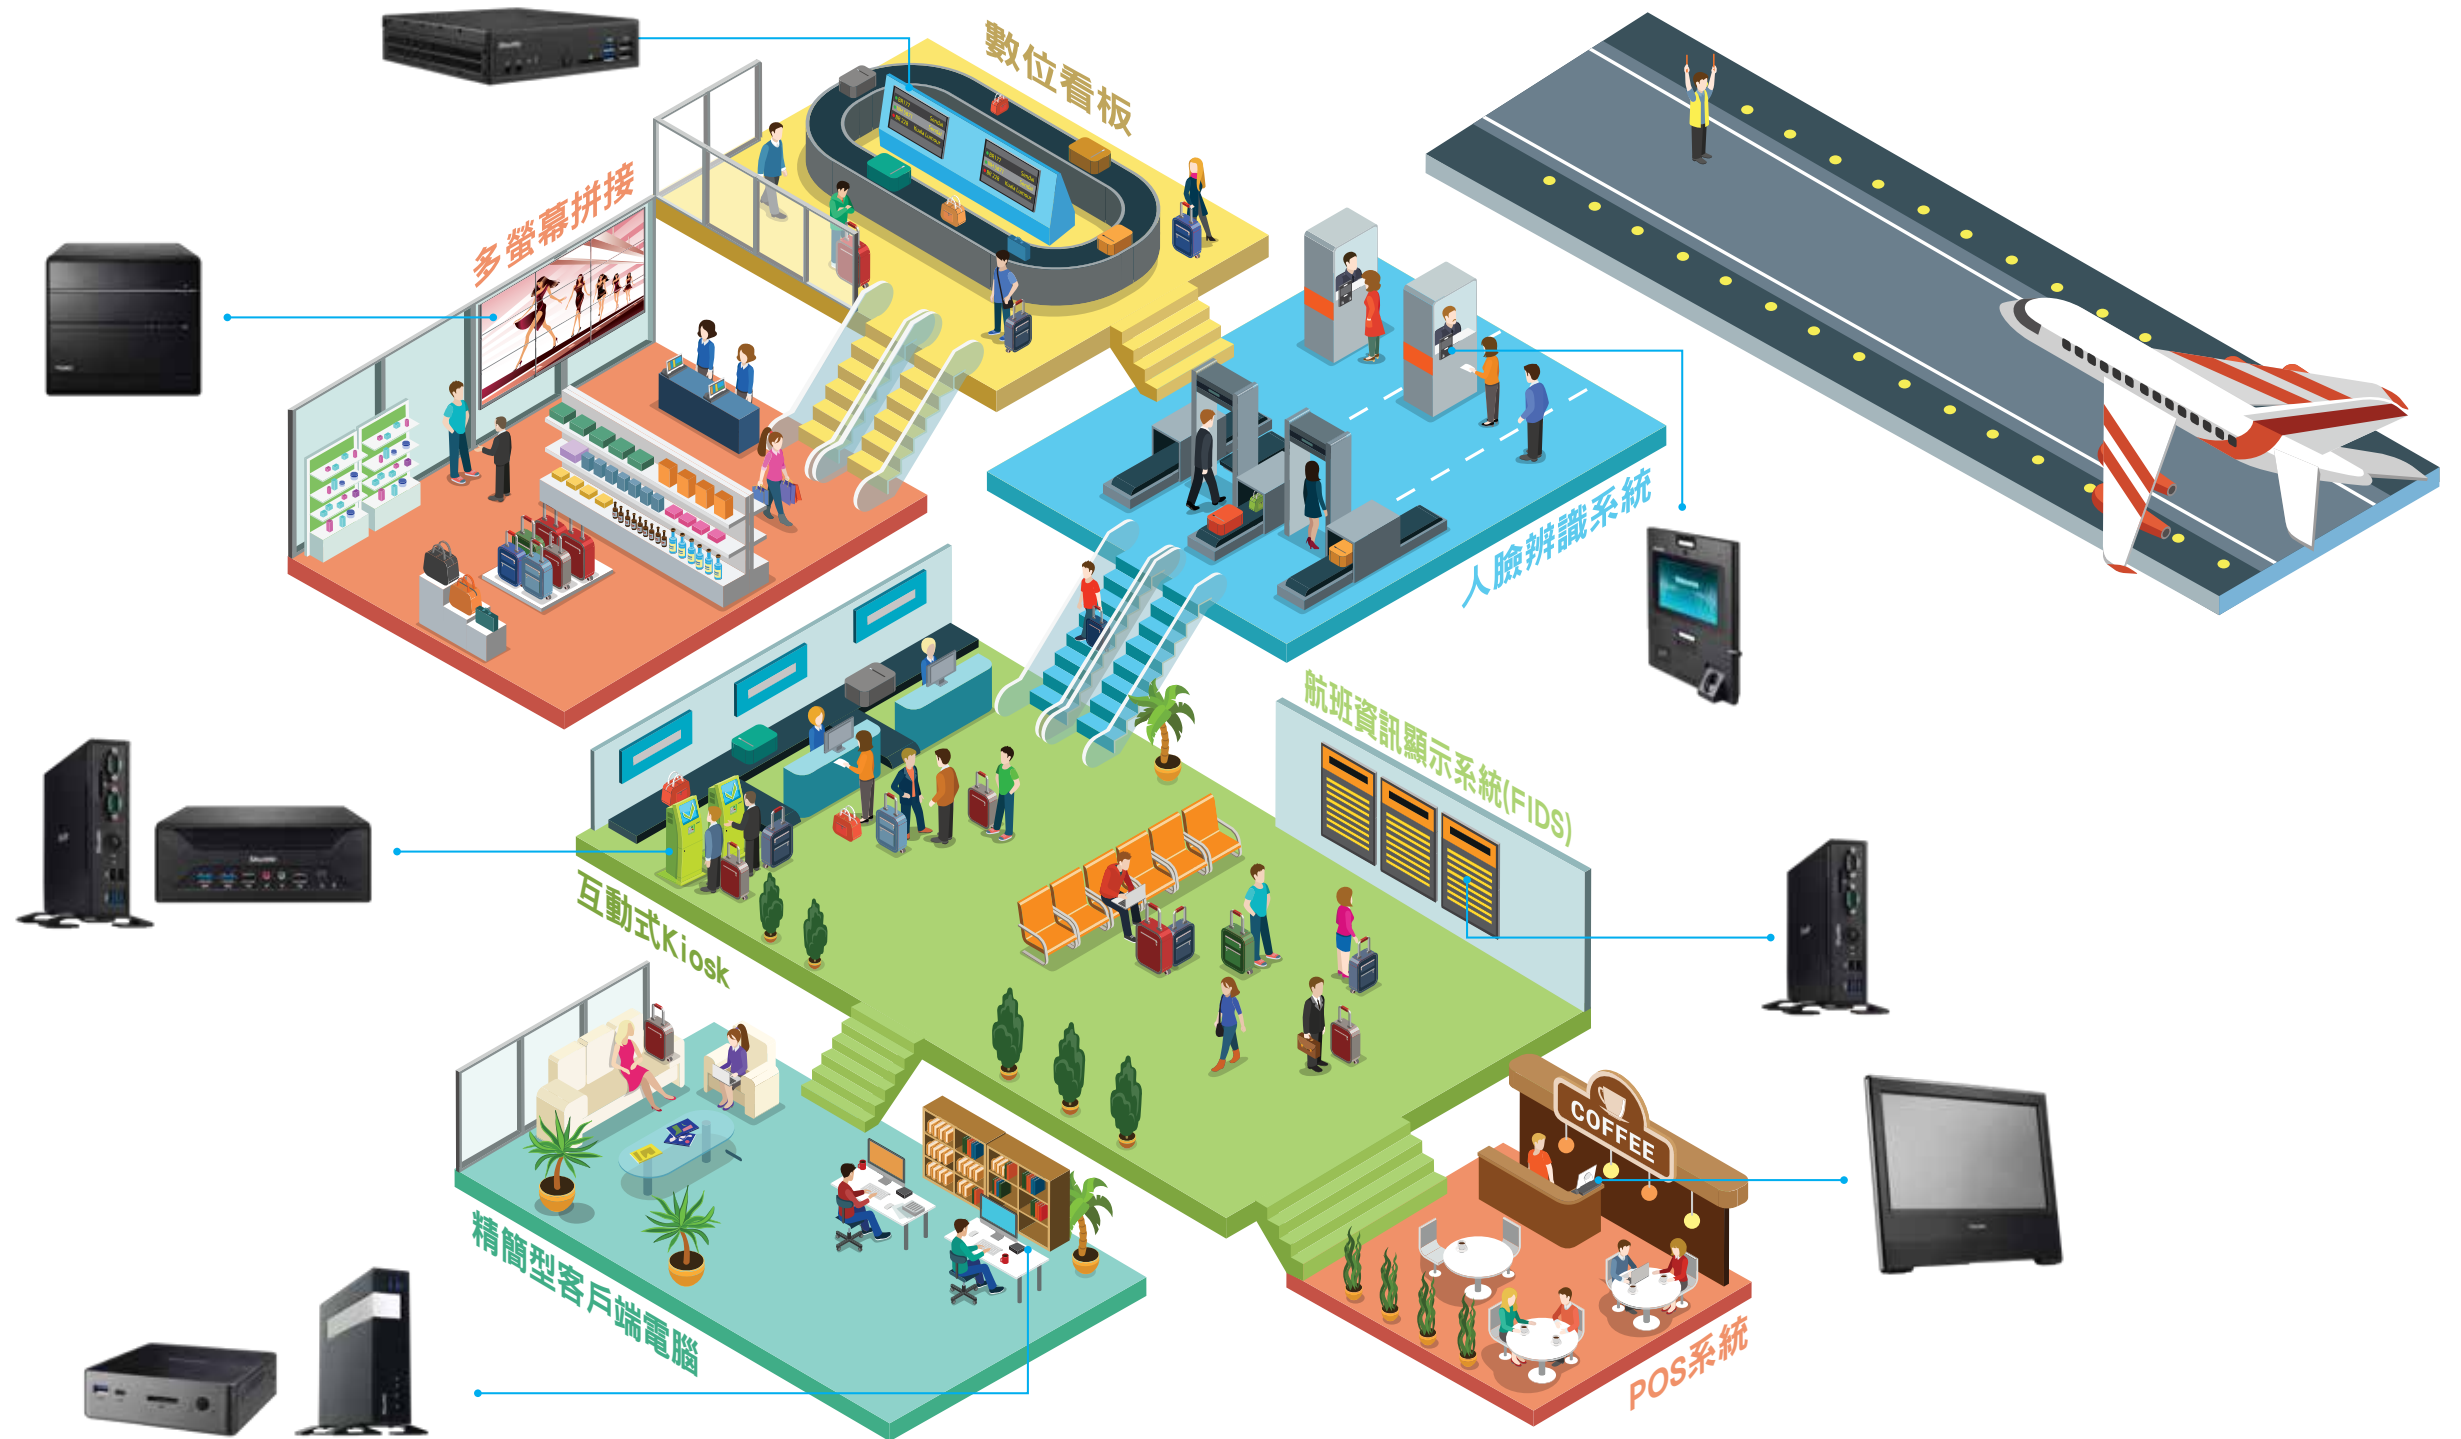 數位看板
多螢幕拼接
人臉辨識系統
航班資訊顯示系統(FIDS)
互動式Kiosk
COFFEE
精簡型客戶端電腦
POS系統